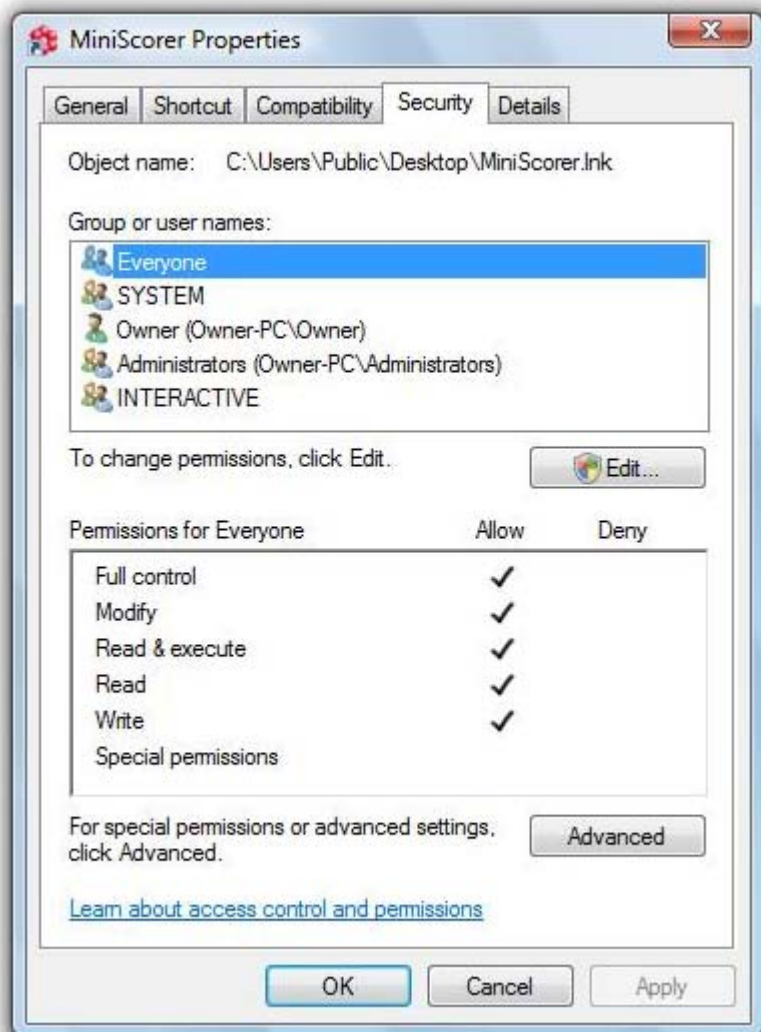 MiniScorer Properties
General Shortcut Compatibility Security Details
Object name: C:\Users\Public\Desktop\MiniScorer.lnk
Group or user names:
Everyone
SYSTEM
Owner (Owner-PC\Owner)
Administrators (Owner-PC\Administrators)
INTERACTIVE
To change permissions, click Edit.
Edit...
Permissions for Everyone Allow Deny
Full control
Modify
Read & execute
Read
Write
Special permissions
For special permissions or advanced settings,
click Advanced.
Advanced
Learn about access control and permissions
OK Cancel Apply